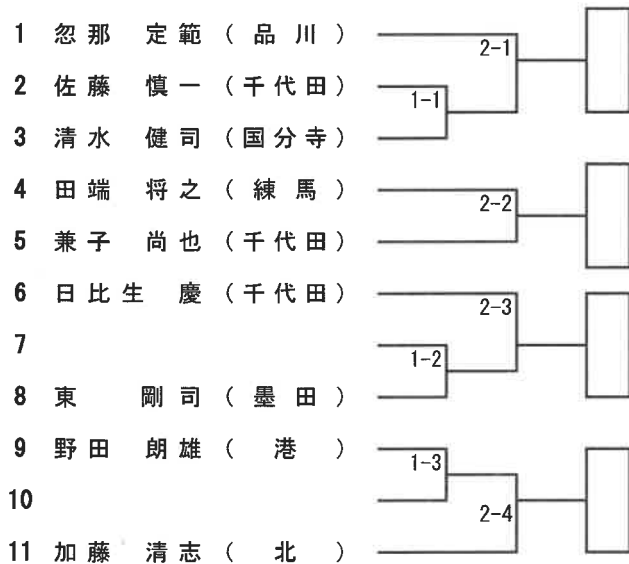 1 忽那 定範 (品川)
2-1
2 佐藤 慎一 (千代田)
1-1
3 清水 健司 (国分寺)
4 田端 将之 (練馬)
2-2
5 兼子 尚也 (千代田)
6 日比生 慶 (千代田)
2-3
7
1-2
8 東 剛司 (墨田)
9 野田 朗雄 (港)
1-3
10
2-4
11 加藤 清志 (北)